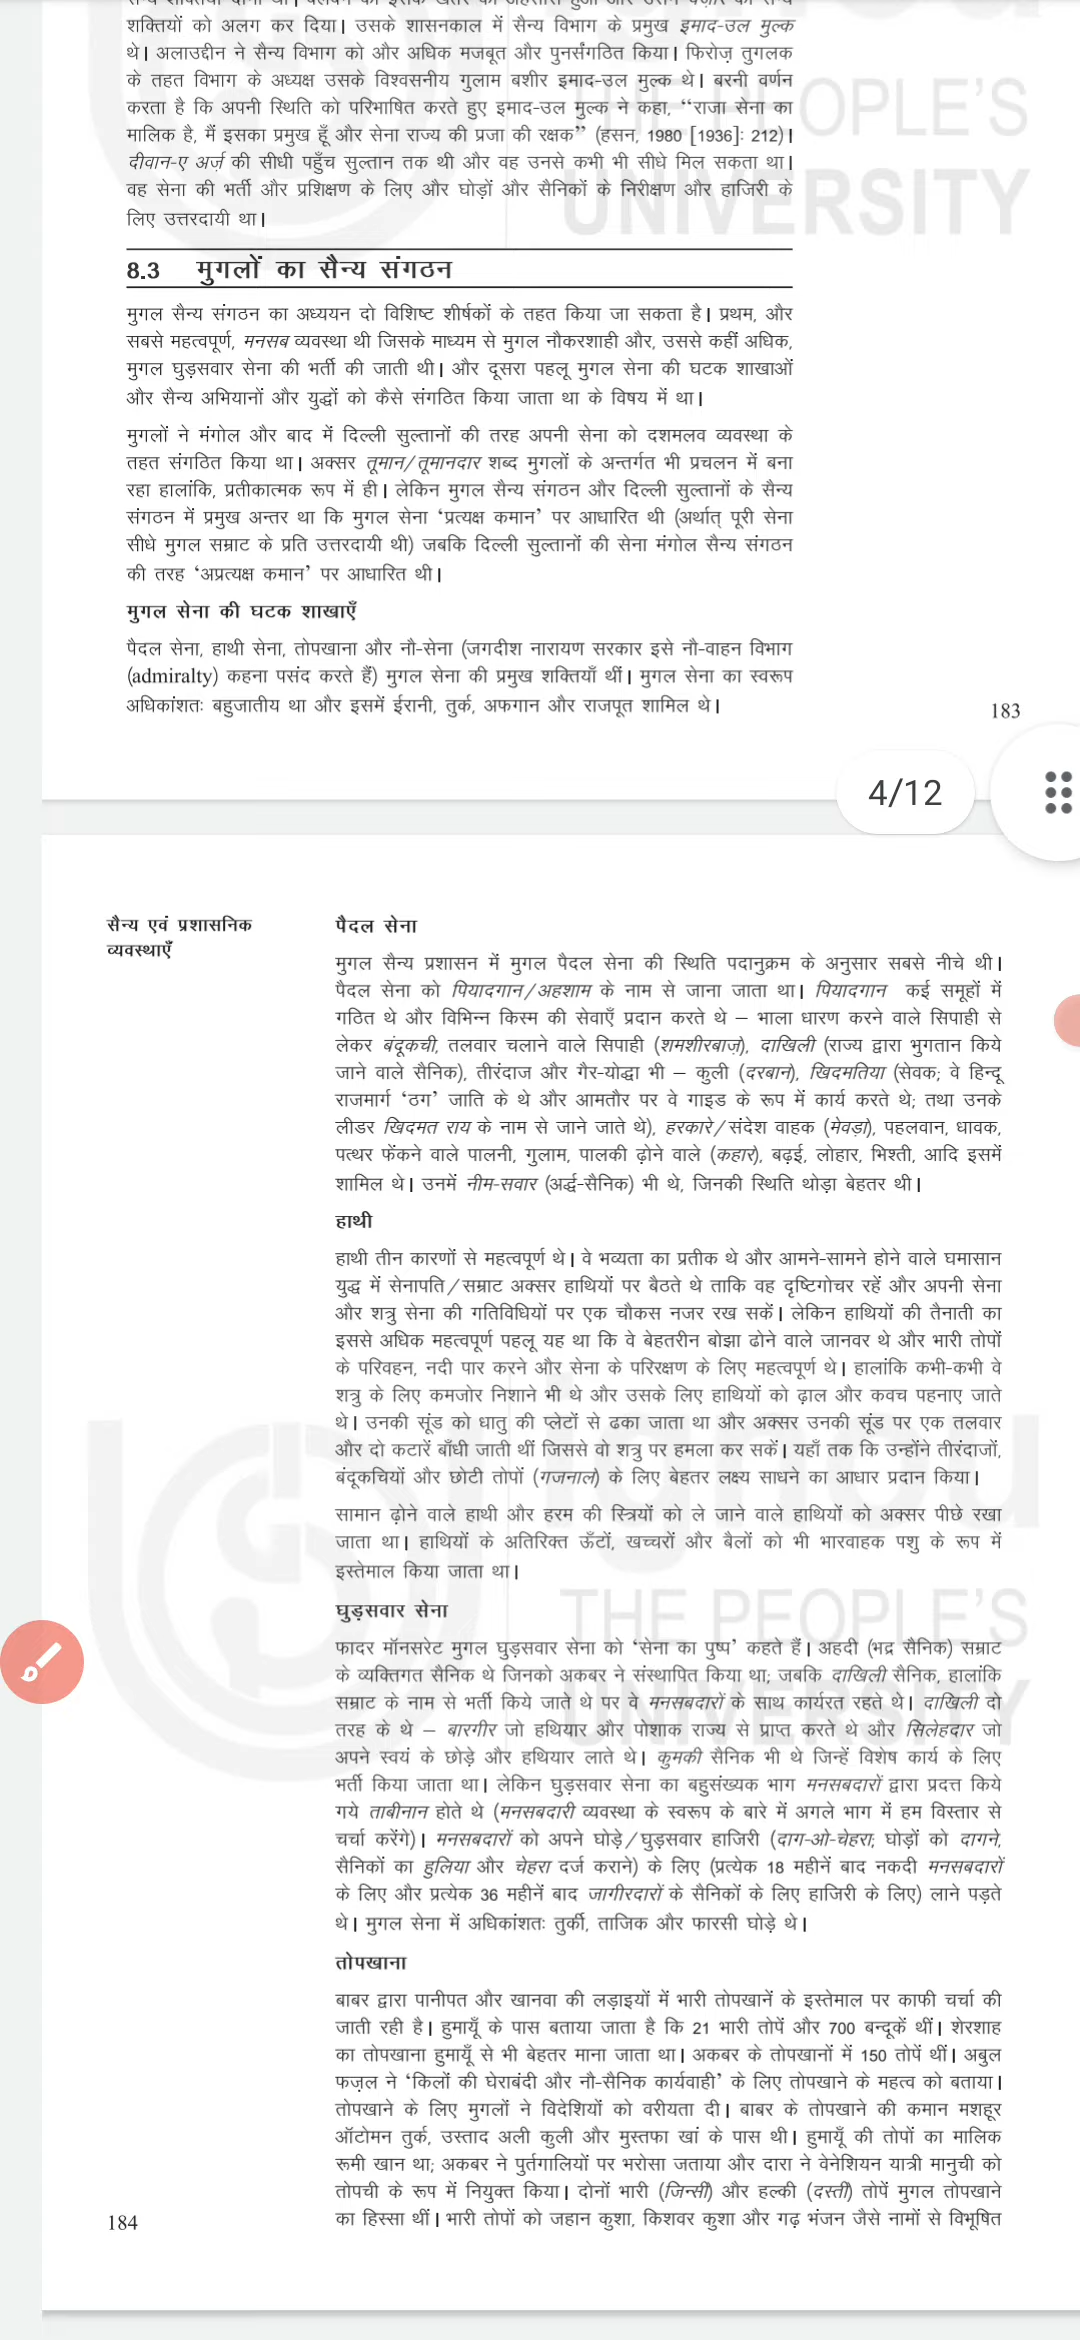 शक्तियों को अलग कर दिया। उसके शासनकाल में सैन्य विभाग के प्रमुख इमाद-उल मुल्क
थे। अलाउद्दीन ने सैन्य विभाग को और अधिक मजबूत और पुनर्संगठित किया। फिरोज़ तुगलक
के तहत विभाग के अध्यक्ष उसके विश्वसनीय गुलाम बशीर इमाद-उल मुल्क थे। बरनी वर्णन
करता है कि अपनी स्थिति को परिभाषित करते हुए इमाद-उल मुल्क ने कहा, “राजा सेना का
मालिक है, मैं इसका प्रमुख हूँ और सेना राज्य की प्रजा की रक्षक” (हसन, 1980 [1936]: 212)।
दीवान-ए अर्ज़ की सीधी पहुँच सुल्तान तक थी और वह उनसे कभी भी सीधे मिल सकता था।
वह सेना की भर्ती और प्रशिक्षण के लिए और घोड़ों और सैनिकों के निरीक्षण और हाजिरी के
लिए उत्तरदायी था।
THE PEOPLE'S
UNIVERSITY
8.3 मुगलों का सैन्य संगठन
मुगल सैन्य संगठन का अध्ययन दो विशिष्ट शीर्षकों के तहत किया जा सकता है। प्रथम, और
सबसे महत्वपूर्ण, मनसब व्यवस्था थी जिसके माध्यम से मुगल नौकरशाही और, उससे कहीं अधिक,
मुगल घुड़सवार सेना की भर्ती की जाती थी। और दूसरा पहलू मुगल सेना की घटक शाखाओं
और सैन्य अभियानों और युद्धों को कैसे संगठित किया जाता था के विषय में था।
मुगलों ने मंगोल और बाद में दिल्ली सुल्तानों की तरह अपनी सेना को दशमलव व्यवस्था के
तहत संगठित किया था। अक्सर तूमान/तूमानदार शब्द मुगलों के अन्तर्गत भी प्रचलन में बना
रहा हालांकि, प्रतीकात्मक रूप में ही। लेकिन मुगल सैन्य संगठन और दिल्ली सुल्तानों के सैन्य
संगठन में प्रमुख अन्तर था कि मुगल सेना ‘प्रत्यक्ष कमान’ पर आधारित थी (अर्थात् पूरी सेना
सीधे मुगल सम्राट के प्रति उत्तरदायी थी) जबकि दिल्ली सुल्तानों की सेना मंगोल सैन्य संगठन
की तरह ‘अप्रत्यक्ष कमान’ पर आधारित थी।
मुगल सेना की घटक शाखाएँ
पैदल सेना, हाथी सेना, तोपखाना और नौ-सेना (जगदीश नारायण सरकार इसे नौ-वाहन विभाग
(admiralty) कहना पसंद करते हैं) मुगल सेना की प्रमुख शक्तियाँ थीं। मुगल सेना का स्वरूप
अधिकांशतः बहुजातीय था और इसमें ईरानी, तुर्क, अफगान और राजपूत शामिल थे।
183
4/12
सैन्य एवं प्रशासनिक
व्यवस्थाएँ
पैदल सेना
मुगल सैन्य प्रशासन में मुगल पैदल सेना की स्थिति पदानुक्रम के अनुसार सबसे नीचे थी।
पैदल सेना को पियादगान/अहशाम के नाम से जाना जाता था। पियादगान कई समूहों में
गठित थे और विभिन्न किस्म की सेवाएँ प्रदान करते थे – भाला धारण करने वाले सिपाही से
लेकर बंदूकची, तलवार चलाने वाले सिपाही (शमशीरबाज़), दाखिली (राज्य द्वारा भुगतान किये
जाने वाले सैनिक), तीरंदाज और गैर-योद्धा भी – कुली (दरबान), खिदमतिया (सेवक; वे हिन्दू
राजमार्ग ‘ठग’ जाति के थे और आमतौर पर वे गाइड के रूप में कार्य करते थे; तथा उनके
लीडर खिदमत राय के नाम से जाने जाते थे), हरकारे/संदेश वाहक (मेवड़ा), पहलवान, धावक,
पत्थर फेंकने वाले पालनी, गुलाम, पालकी ढ़ोने वाले (कहार), बढ़ई, लोहार, भिश्ती, आदि इसमें
शामिल थे। उनमें नीम-सवार (अर्द्ध-सैनिक) भी थे, जिनकी स्थिति थोड़ा बेहतर थी।
हाथी
हाथी तीन कारणों से महत्वपूर्ण थे। वे भव्यता का प्रतीक थे और आमने-सामने होने वाले घमासान
युद्ध में सेनापति/सम्राट अक्सर हाथियों पर बैठते थे ताकि वह दृष्टिगोचर रहें और अपनी सेना
और शत्रु सेना की गतिविधियों पर एक चौकस नजर रख सकें। लेकिन हाथियों की तैनाती का
इससे अधिक महत्वपूर्ण पहलू यह था कि वे बेहतरीन बोझा ढोने वाले जानवर थे और भारी तोपों
के परिवहन, नदी पार करने और सेना के परिरक्षण के लिए महत्वपूर्ण थे। हालांकि कभी-कभी वे
शत्रु के लिए कमजोर निशाने भी थे और उसके लिए हाथियों को ढ़ाल और कवच पहनाए जाते
थे। उनकी सूंड को धातु की प्लेटों से ढका जाता था और अक्सर उनकी सूंड पर एक तलवार
और दो कटारें बाँधी जाती थीं जिससे वो शत्रु पर हमला कर सकें। यहाँ तक कि उन्होंने तीरंदाजों,
बंदूकचियों और छोटी तोपों (गजनाल) के लिए बेहतर लक्ष्य साधने का आधार प्रदान किया।
सामान ढ़ोने वाले हाथी और हरम की स्त्रियों को ले जाने वाले हाथियों को अक्सर पीछे रखा
जाता था। हाथियों के अतिरिक्त ऊँटों, खच्चरों और बैलों को भी भारवाहक पशु के रूप में
इस्तेमाल किया जाता था।
ignou
THE PEOPLE'S
UNIVERSITY
घुड़सवार सेना
फादर मॉनसरेट मुगल घुड़सवार सेना को ‘सेना का पुष्प’ कहते हैं। अहदी (भद्र सैनिक) सम्राट
के व्यक्तिगत सैनिक थे जिनको अकबर ने संस्थापित किया था; जबकि दाखिली सैनिक, हालांकि
सम्राट के नाम से भर्ती किये जाते थे पर वे मनसबदारों के साथ कार्यरत रहते थे। दाखिली दो
तरह के थे – बारगीर जो हथियार और पोशाक राज्य से प्राप्त करते थे और सिलेहदार जो
अपने स्वयं के छोड़े और हथियार लाते थे। कुमकी सैनिक भी थे जिन्हें विशेष कार्य के लिए
भर्ती किया जाता था। लेकिन घुड़सवार सेना का बहुसंख्यक भाग मनसबदारों द्वारा प्रदत्त किये
गये ताबीनान होते थे (मनसबदारी व्यवस्था के स्वरूप के बारे में अगले भाग में हम विस्तार से
चर्चा करेंगे)। मनसबदारों को अपने घोड़े/घुड़सवार हाजिरी (दाग-ओ-चेहरा; घोड़ों को दागने,
सैनिकों का हुलिया और चेहरा दर्ज कराने) के लिए (प्रत्येक 18 महीनें बाद नकदी मनसबदारों
के लिए और प्रत्येक 36 महीनें बाद जागीरदारों के सैनिकों के लिए हाजिरी के लिए) लाने पड़ते
थे। मुगल सेना में अधिकांशतः तुर्की, ताजिक और फारसी घोड़े थे।
तोपखाना
बाबर द्वारा पानीपत और खानवा की लड़ाइयों में भारी तोपखानें के इस्तेमाल पर काफी चर्चा की
जाती रही है। हुमायूँ के पास बताया जाता है कि 21 भारी तोपें और 700 बन्दूकें थीं। शेरशाह
का तोपखाना हुमायूँ से भी बेहतर माना जाता था। अकबर के तोपखानों में 150 तोपें थीं। अबुल
फज़ल ने ‘किलों की घेराबंदी और नौ-सैनिक कार्यवाही’ के लिए तोपखाने के महत्व को बताया।
तोपखाने के लिए मुगलों ने विदेशियों को वरीयता दी। बाबर के तोपखाने की कमान मशहूर
ऑटोमन तुर्क, उस्ताद अली कुली और मुस्तफा खां के पास थी। हुमायूँ की तोपों का मालिक
रूमी खान था; अकबर ने पुर्तगालियों पर भरोसा जताया और दारा ने वेनेशियन यात्री मानुची को
तोपची के रूप में नियुक्त किया। दोनों भारी (जिन्सी) और हल्की (दस्ती) तोपें मुगल तोपखाने
का हिस्सा थीं। भारी तोपों को जहान कुशा, किशवर कुशा और गढ़ भंजन जैसे नामों से विभूषित
184